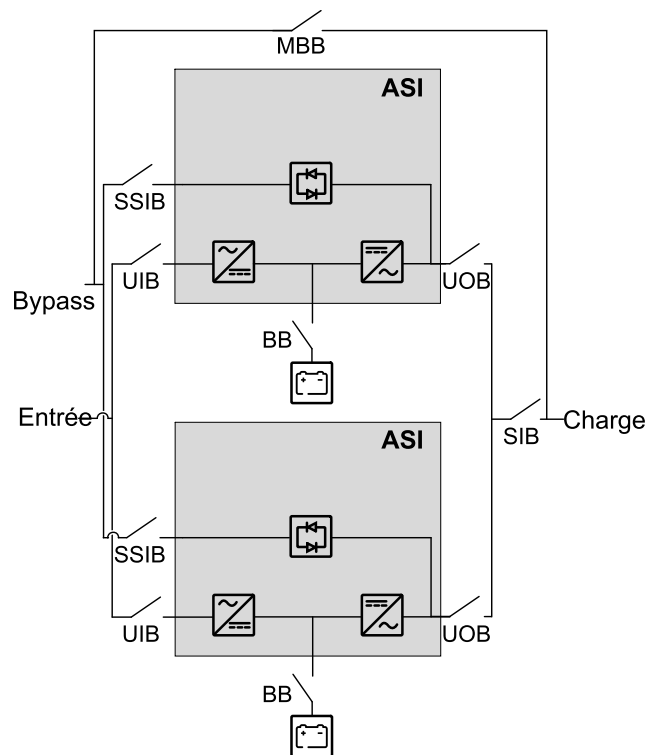 MBB
ASI
SSIB
UIB
UOB
Bypass
BB
Entrée
Charge
SIB
ASI
SSIB
UIB
UOB
BB